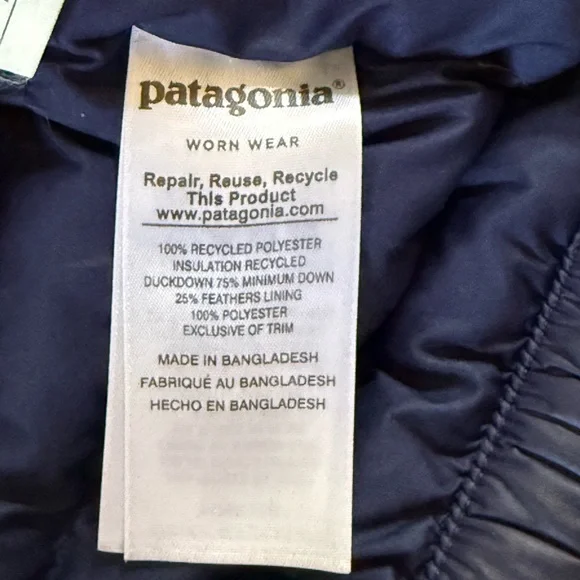 patagonia®
WORN WEAR
Repair, Reuse, Recycle
This Product
www.patagonia.com
100% RECYCLED POLYESTER
INSULATION RECYCLED
DUCKDOWN 75% MINIMUM DOWN
25% FEATHERS LINING
100% POLYESTER
EXCLUSIVE OF TRIM
MADE IN BANGLADESH
FABRIQUÉ AU BANGLADESH
HECHO EN BANGLADESH